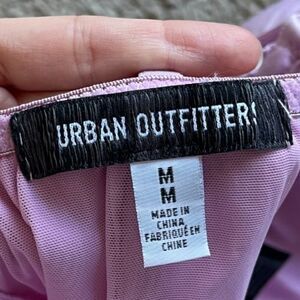 URBAN OUTFITTERS
M
M
MADE IN
CHINA
FABRIQUÉ EN
CHINE